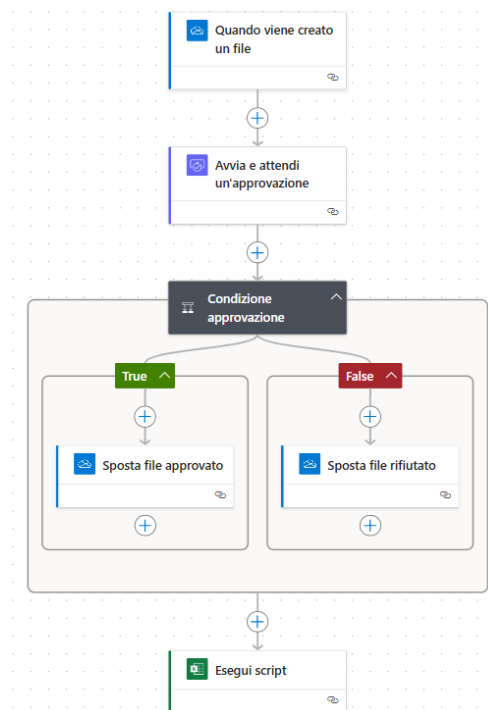 Quando viene creato
un file
Avvia e attendi
un'approvazione
Condizione
approvazione
True
False
Sposta file approvato
Sposta file rifiutato
Esegui script